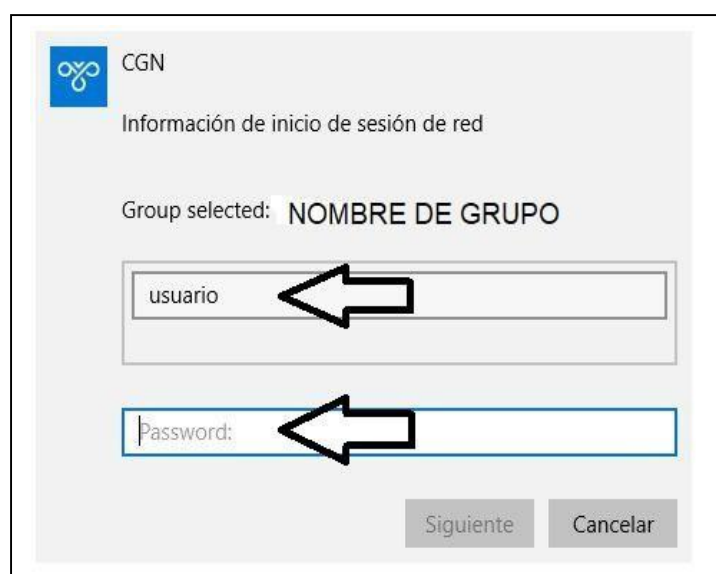 CGN
Información de inicio de sesión de red
Group selected: NOMBRE DE GRUPO
usuario
Password:
Siguiente Cancelar